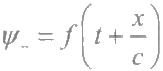 ψ₋ = f(t + x/c)